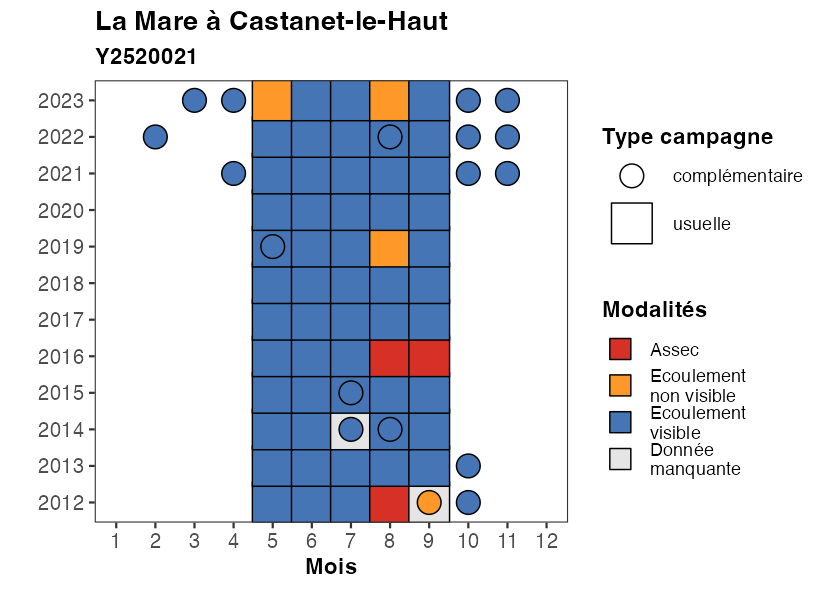 La Mare à Castanet-le-Haut
Y2520021
2023
2022
2021
2020
2019
2018
2017
2016
2015
2014
2013
2012
1 2 3 4 5 6 7 8 9 10 11 12
Mois
Type campagne
complémentaire
usuelle
Modalités
Assec
Ecoulement
non visible
Ecoulement
visible
Donnée
manquante